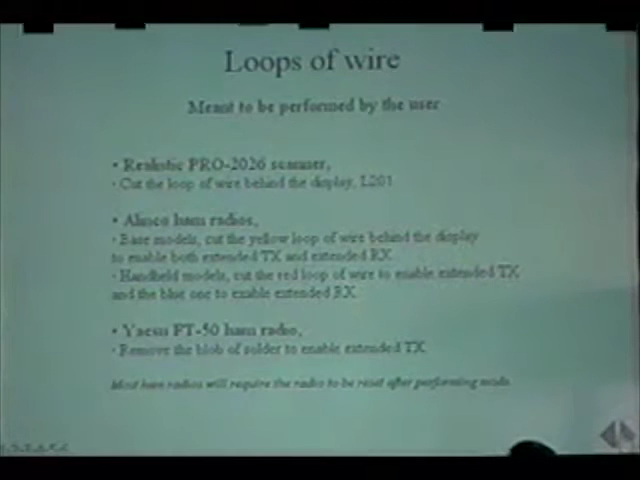 Loops of wire
Meant to be performed by the user
• Realistic PRO-2026 scanner,
· Cut the loop of wire behind the display, L201
• Alinco ham radios,
· Base models, cut the yellow loop of wire behind the display
to enable both extended TX and extended RX
· Handheld models, cut the red loop of wire to enable extended TX
and the blue one to enable extended RX
• Yaesu FT-50 ham radio,
· Remove the blob of solder to enable extended TX
Most ham radios will require the radio to be reset after performing mods